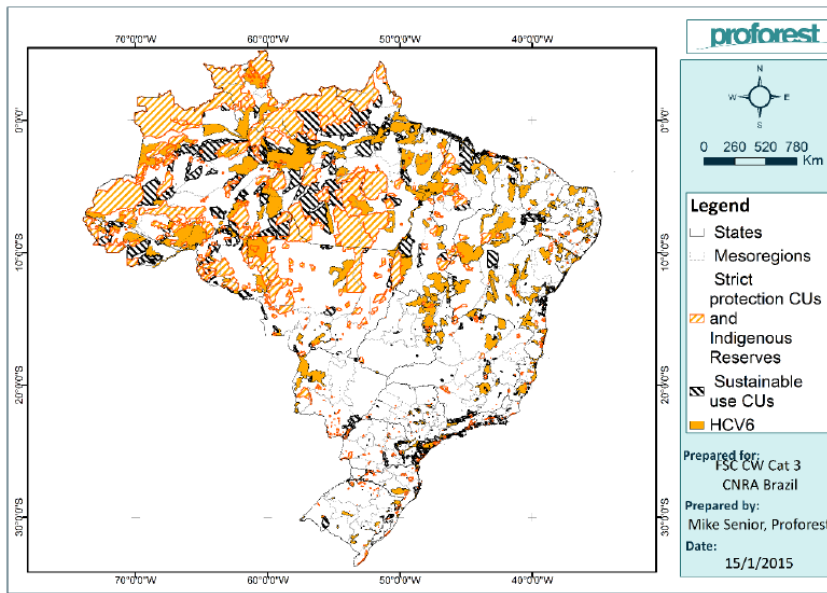 70°0'0"W 60°0'0"W 50°0'0"W 40°0'0"W
0°0'0"
10°0'0"S
20°0'0"S
30°0'0"S
0°0'0"
10°0'0"S
20°0'0"S
30°0'0"S
70°0'0"W 60°0'0"W 50°0'0"W 40°0'0"W
proforest
N
W E
S
0 260 520 780
Km
Legend
States
Mesoregions
Strict
protection CUs
and
Indigenous
Reserves
Sustainable
use CUs
HCV6
Prepared for:
FSC CW Cat 3
CNRA Brazil
Prepared by:
Mike Senior, Proforest
Date:
15/1/2015